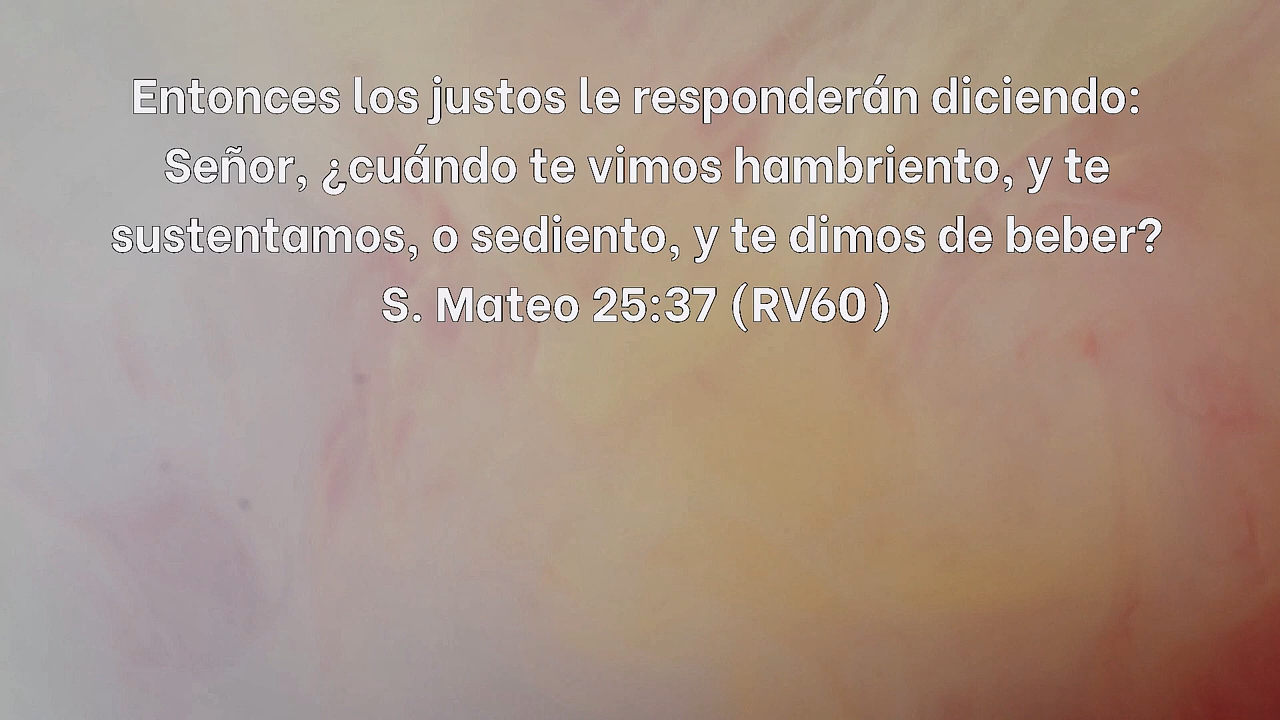 Entonces los justos le responderán diciendo:
Señor, ¿cuándo te vimos hambriento, y te
sustentamos, o sediento, y te dimos de beber?
S. Mateo 25:37 (RV60)